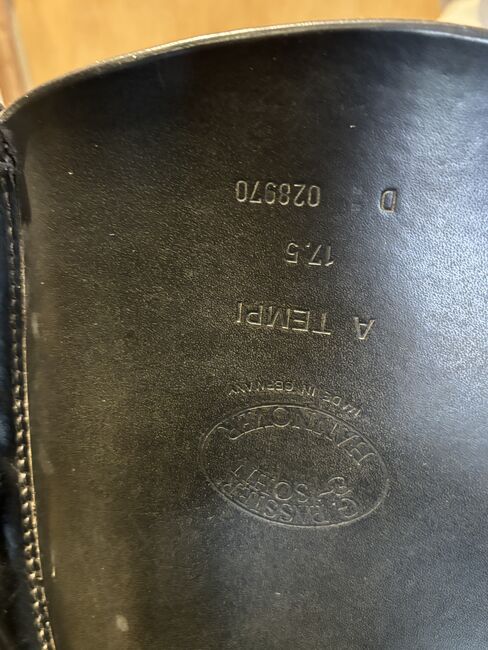 G. PASSIER
& SOHN
HANNOVER
MADE IN GERMANY
A TEMPI
17.5
D 028970